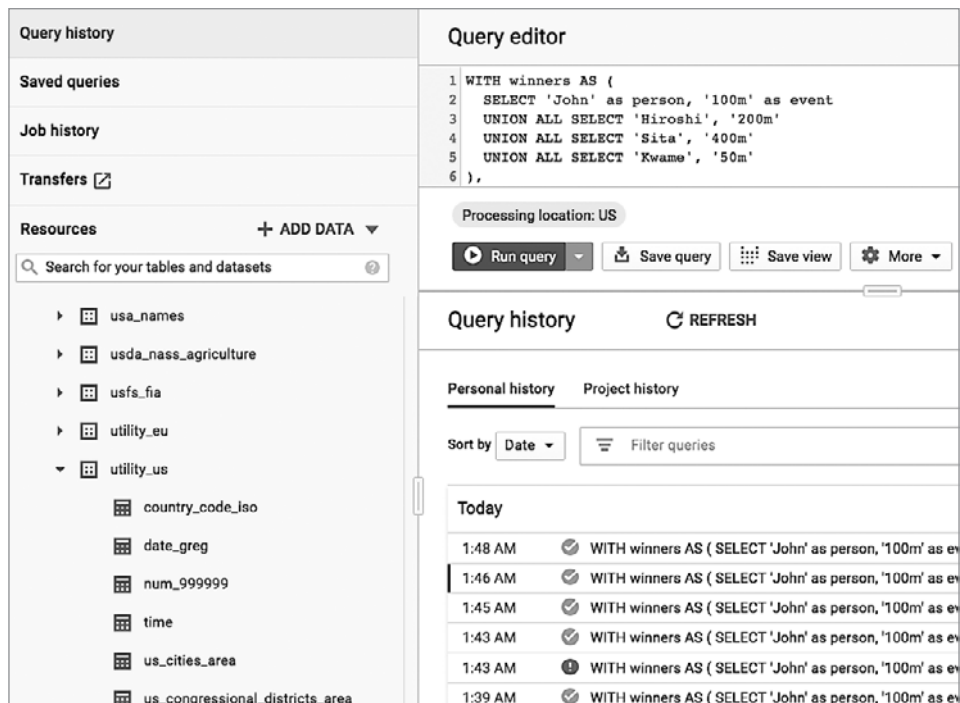 Query history
Saved queries
Job history
Transfers
Resources
ADD DATA
Search for your tables and datasets
usa_names
usda_nass_agriculture
usfs_fia
utility_eu
utility_us
country_code_iso
date_greg
num_999999
time
us_cities_area
us_congressional_districts_area
Query editor
1 WITH winners AS (
2 SELECT 'John' as person, '100m' as event
3 UNION ALL SELECT 'Hiroshi', '200m'
4 UNION ALL SELECT 'Sita', '400m'
5 UNION ALL SELECT 'Kwame', '50m'
6 ),
Processing location: US
Run query Save query Save view More
Query history REFRESH
Personal history Project history
Sort by Date Filter queries
Today
1:48 AM WITH winners AS ( SELECT 'John' as person, '100m' as ev
1:46 AM WITH winners AS ( SELECT 'John' as person, '100m' as ev
1:45 AM WITH winners AS ( SELECT 'John' as person, '100m' as ev
1:43 AM WITH winners AS ( SELECT 'John' as person, '100m' as ev
1:43 AM WITH winners AS ( SELECT 'John' as person, '100m' as ev
1:39 AM WITH winners AS ( SELECT 'John' as person, '100m' as ev